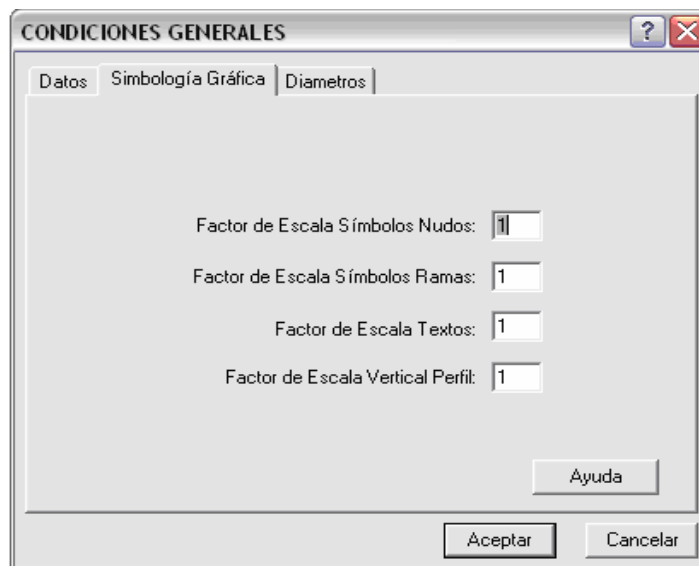 CONDICIONES GENERALES
?
Datos
Simbología Gráfica
Diametros
Factor de Escala Símbolos Nudos: 1
Factor de Escala Símbolos Ramas: 1
Factor de Escala Textos: 1
Factor de Escala Vertical Perfil: 1
Ayuda
Aceptar
Cancelar